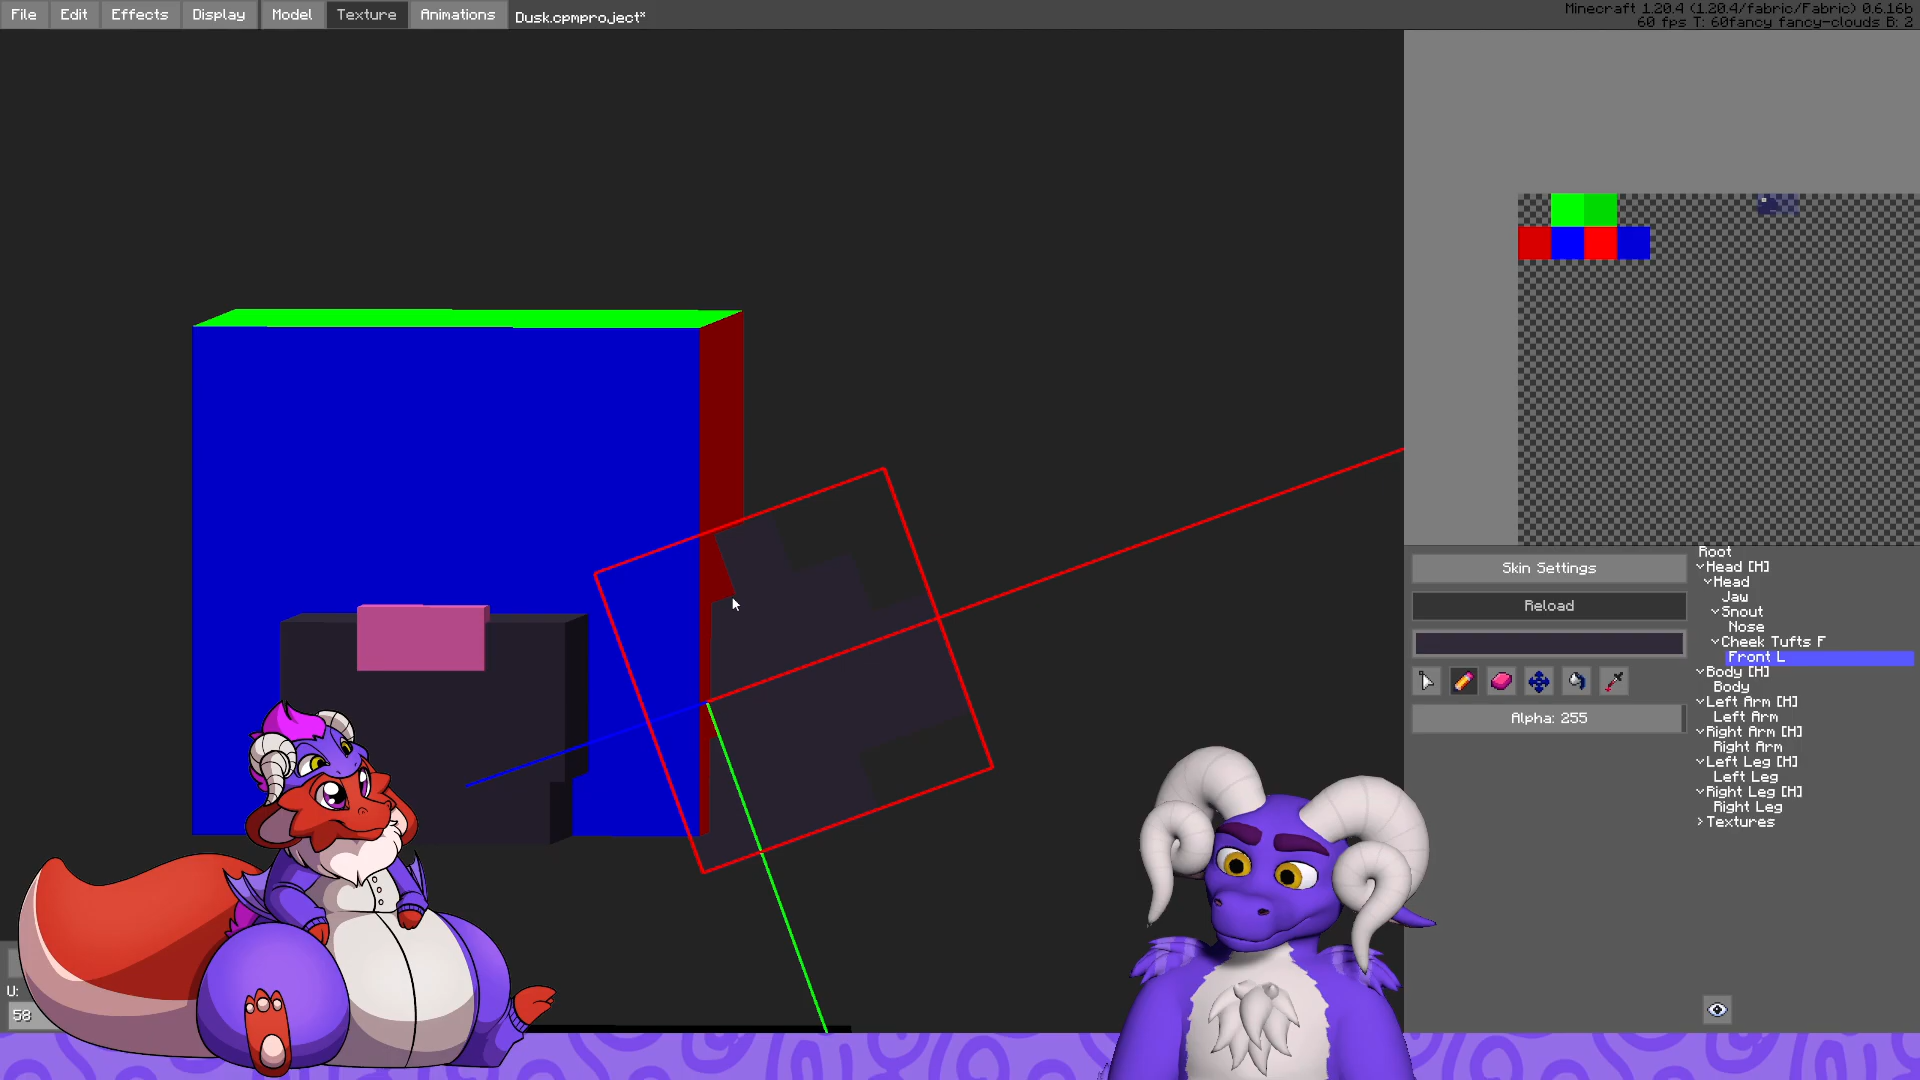 File Edit Effects Display Model Texture Animations Dusk.cpmproject*
Minecraft 1.20.4 (1.20.4/fabric/Fabric) 0.6.16b
60 fps T: 60fancy fancy-clouds B: 2
Skin Settings
Reload
Alpha: 255
Root
Head [H]
Head
Jaw
Snout
Nose
Cheek Tufts F
Front L
Body [H]
Body
Left Arm [H]
Left Arm
Right Arm [H]
Right Arm
Left Leg [H]
Left Leg
Right Leg [H]
Right Leg
Textures
U:
58